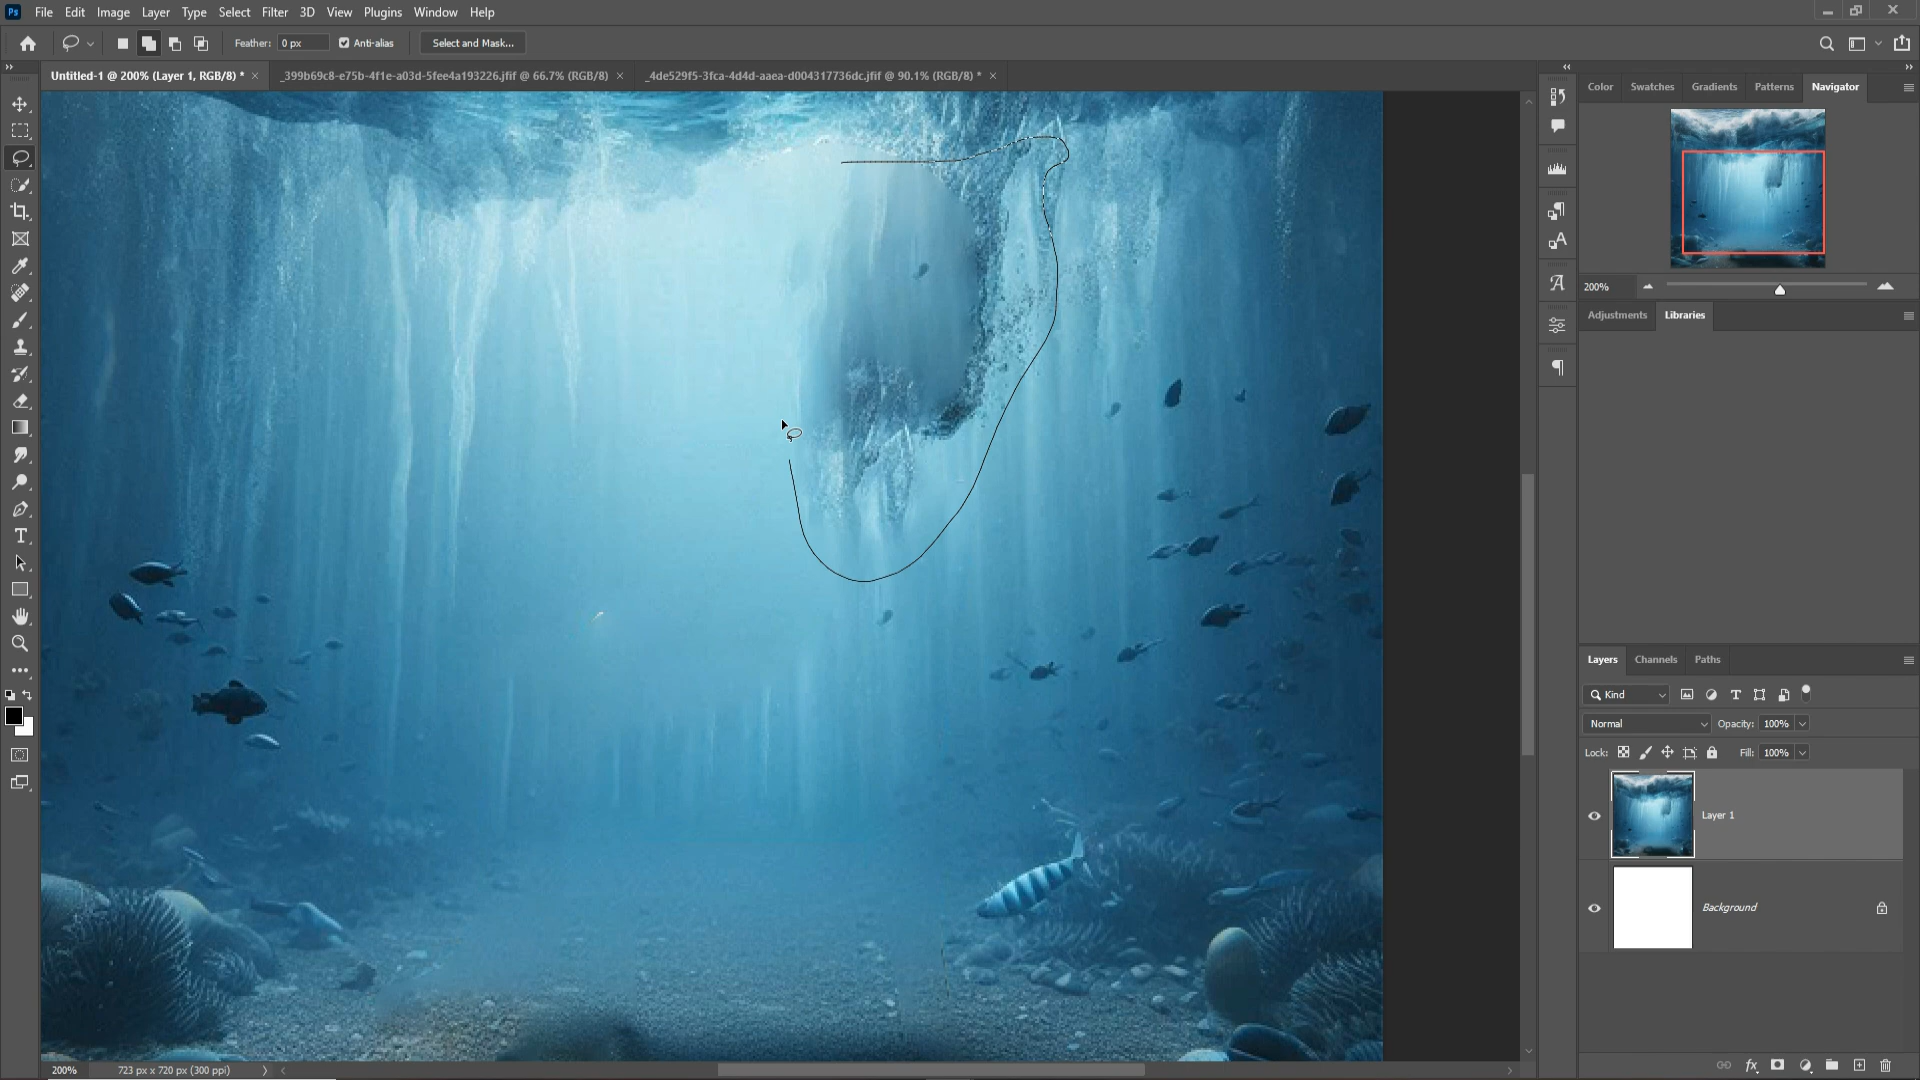 Ps File Edit Image Layer Type Select Filter 3D View Plugins Window Help
Feather: 0 px Anti-alias Select and Mask...
Untitled-1 @ 200% (Layer 1, RGB/8) * × _399b69c8-e75b-4f1e-a03d-5fee4a193226.jfif @ 66.7% (RGB/8) × _4de529f5-3fca-4d4d-aaea-d004317736dc.jfif @ 90.1% (RGB/8) * ×
Color Swatches Gradients Patterns Navigator
200%
Adjustments Libraries
Layers Channels Paths
Kind
Normal Opacity: 100%
Lock: Fill: 100%
Layer 1
Background
200% 723 px x 720 px (300 ppi)